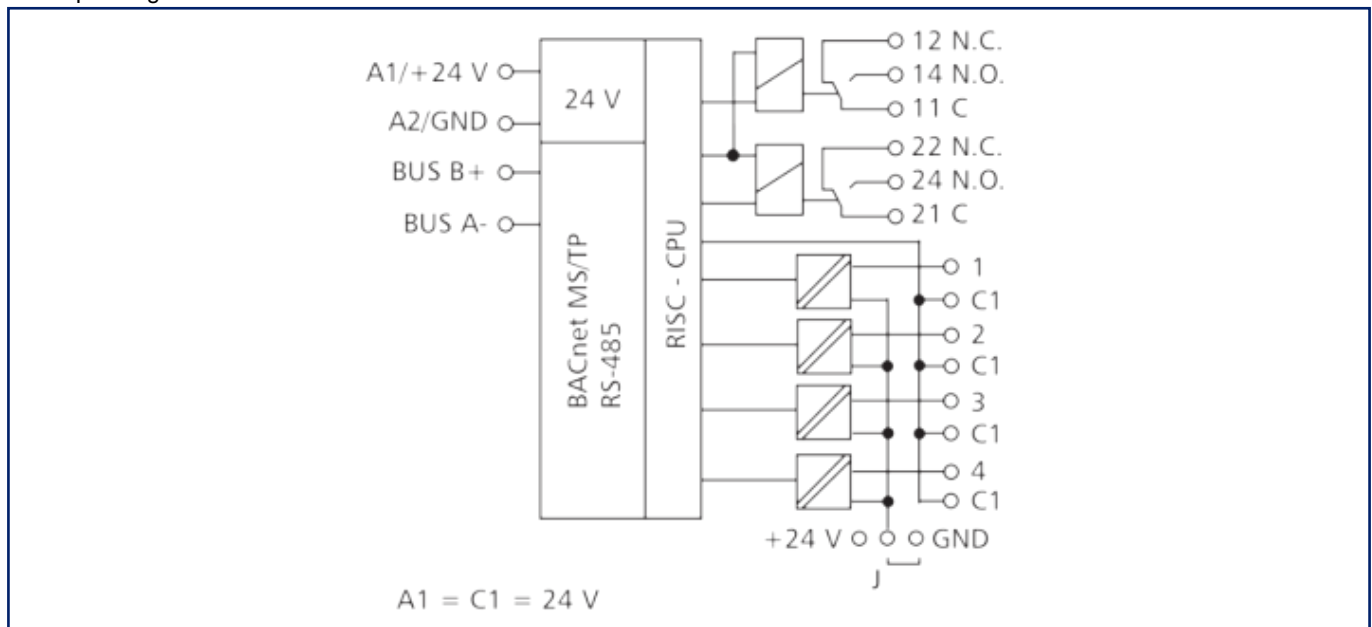 A1/+24 V
A2/GND
BUS B+
BUS A-
24 V
BACnet MS/TP
RS-485
RISC - CPU
12 N.C.
14 N.O.
11 C
22 N.C.
24 N.O.
21 C
1
C1
2
C1
3
C1
4
C1
+24 V
GND
J
A1 = C1 = 24 V